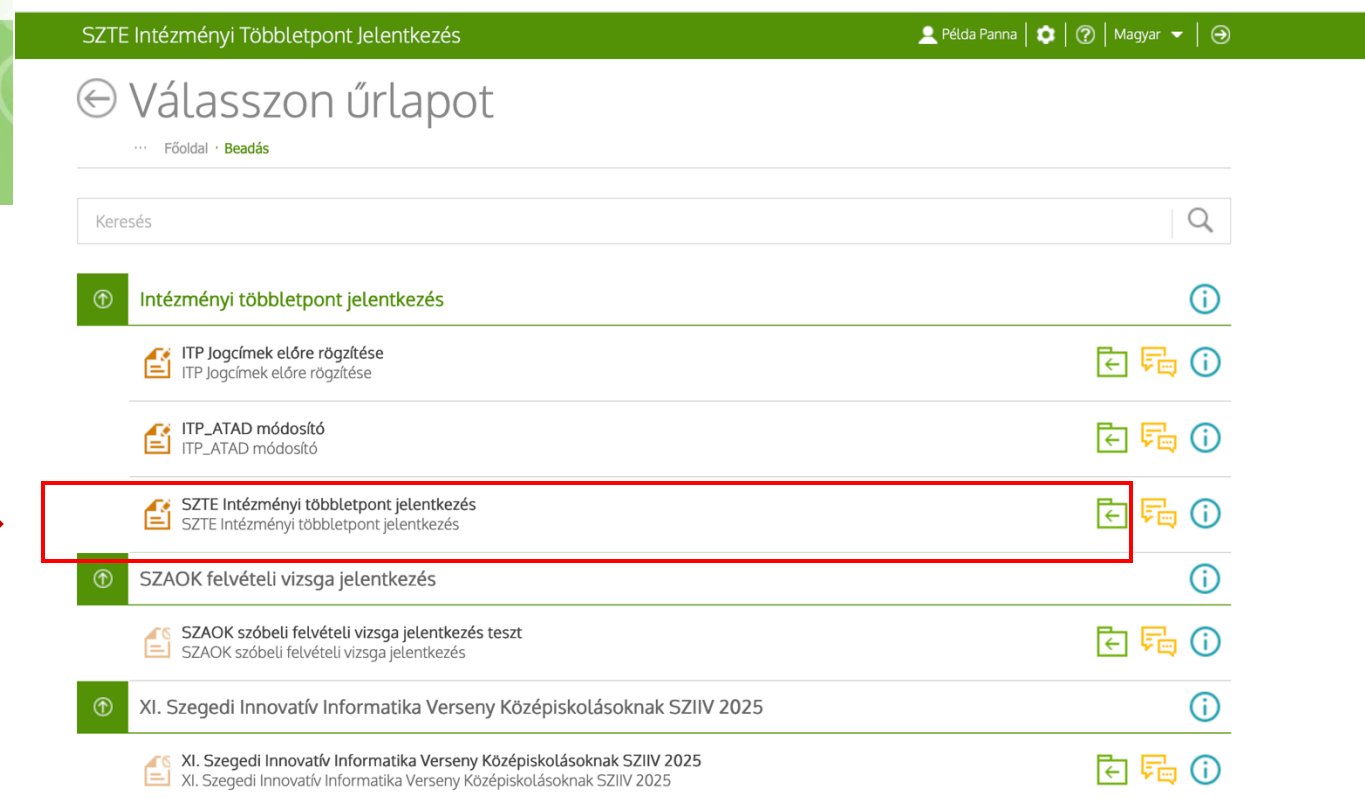 SZTE Intézményi Többletpont Jelentkezés Példa Panna Magyar
Válasszon űrlapot
... Főoldal · Beadás
Keresés
Intézményi többletpont jelentkezés
ITP Jogcímek előre rögzítése
ITP Jogcímek előre rögzítése
ITP_ATAD módosító
ITP_ATAD módosító
SZTE Intézményi többletpont jelentkezés
SZTE Intézményi többletpont jelentkezés
SZAOK felvételi vizsga jelentkezés
SZAOK szóbeli felvételi vizsga jelentkezés teszt
SZAOK szóbeli felvételi vizsga jelentkezés
XI. Szegedi Innovatív Informatika Verseny Középiskolásoknak SZIIV 2025
XI. Szegedi Innovatív Informatika Verseny Középiskolásoknak SZIIV 2025
XI. Szegedi Innovatív Informatika Verseny Középiskolásoknak SZIIV 2025